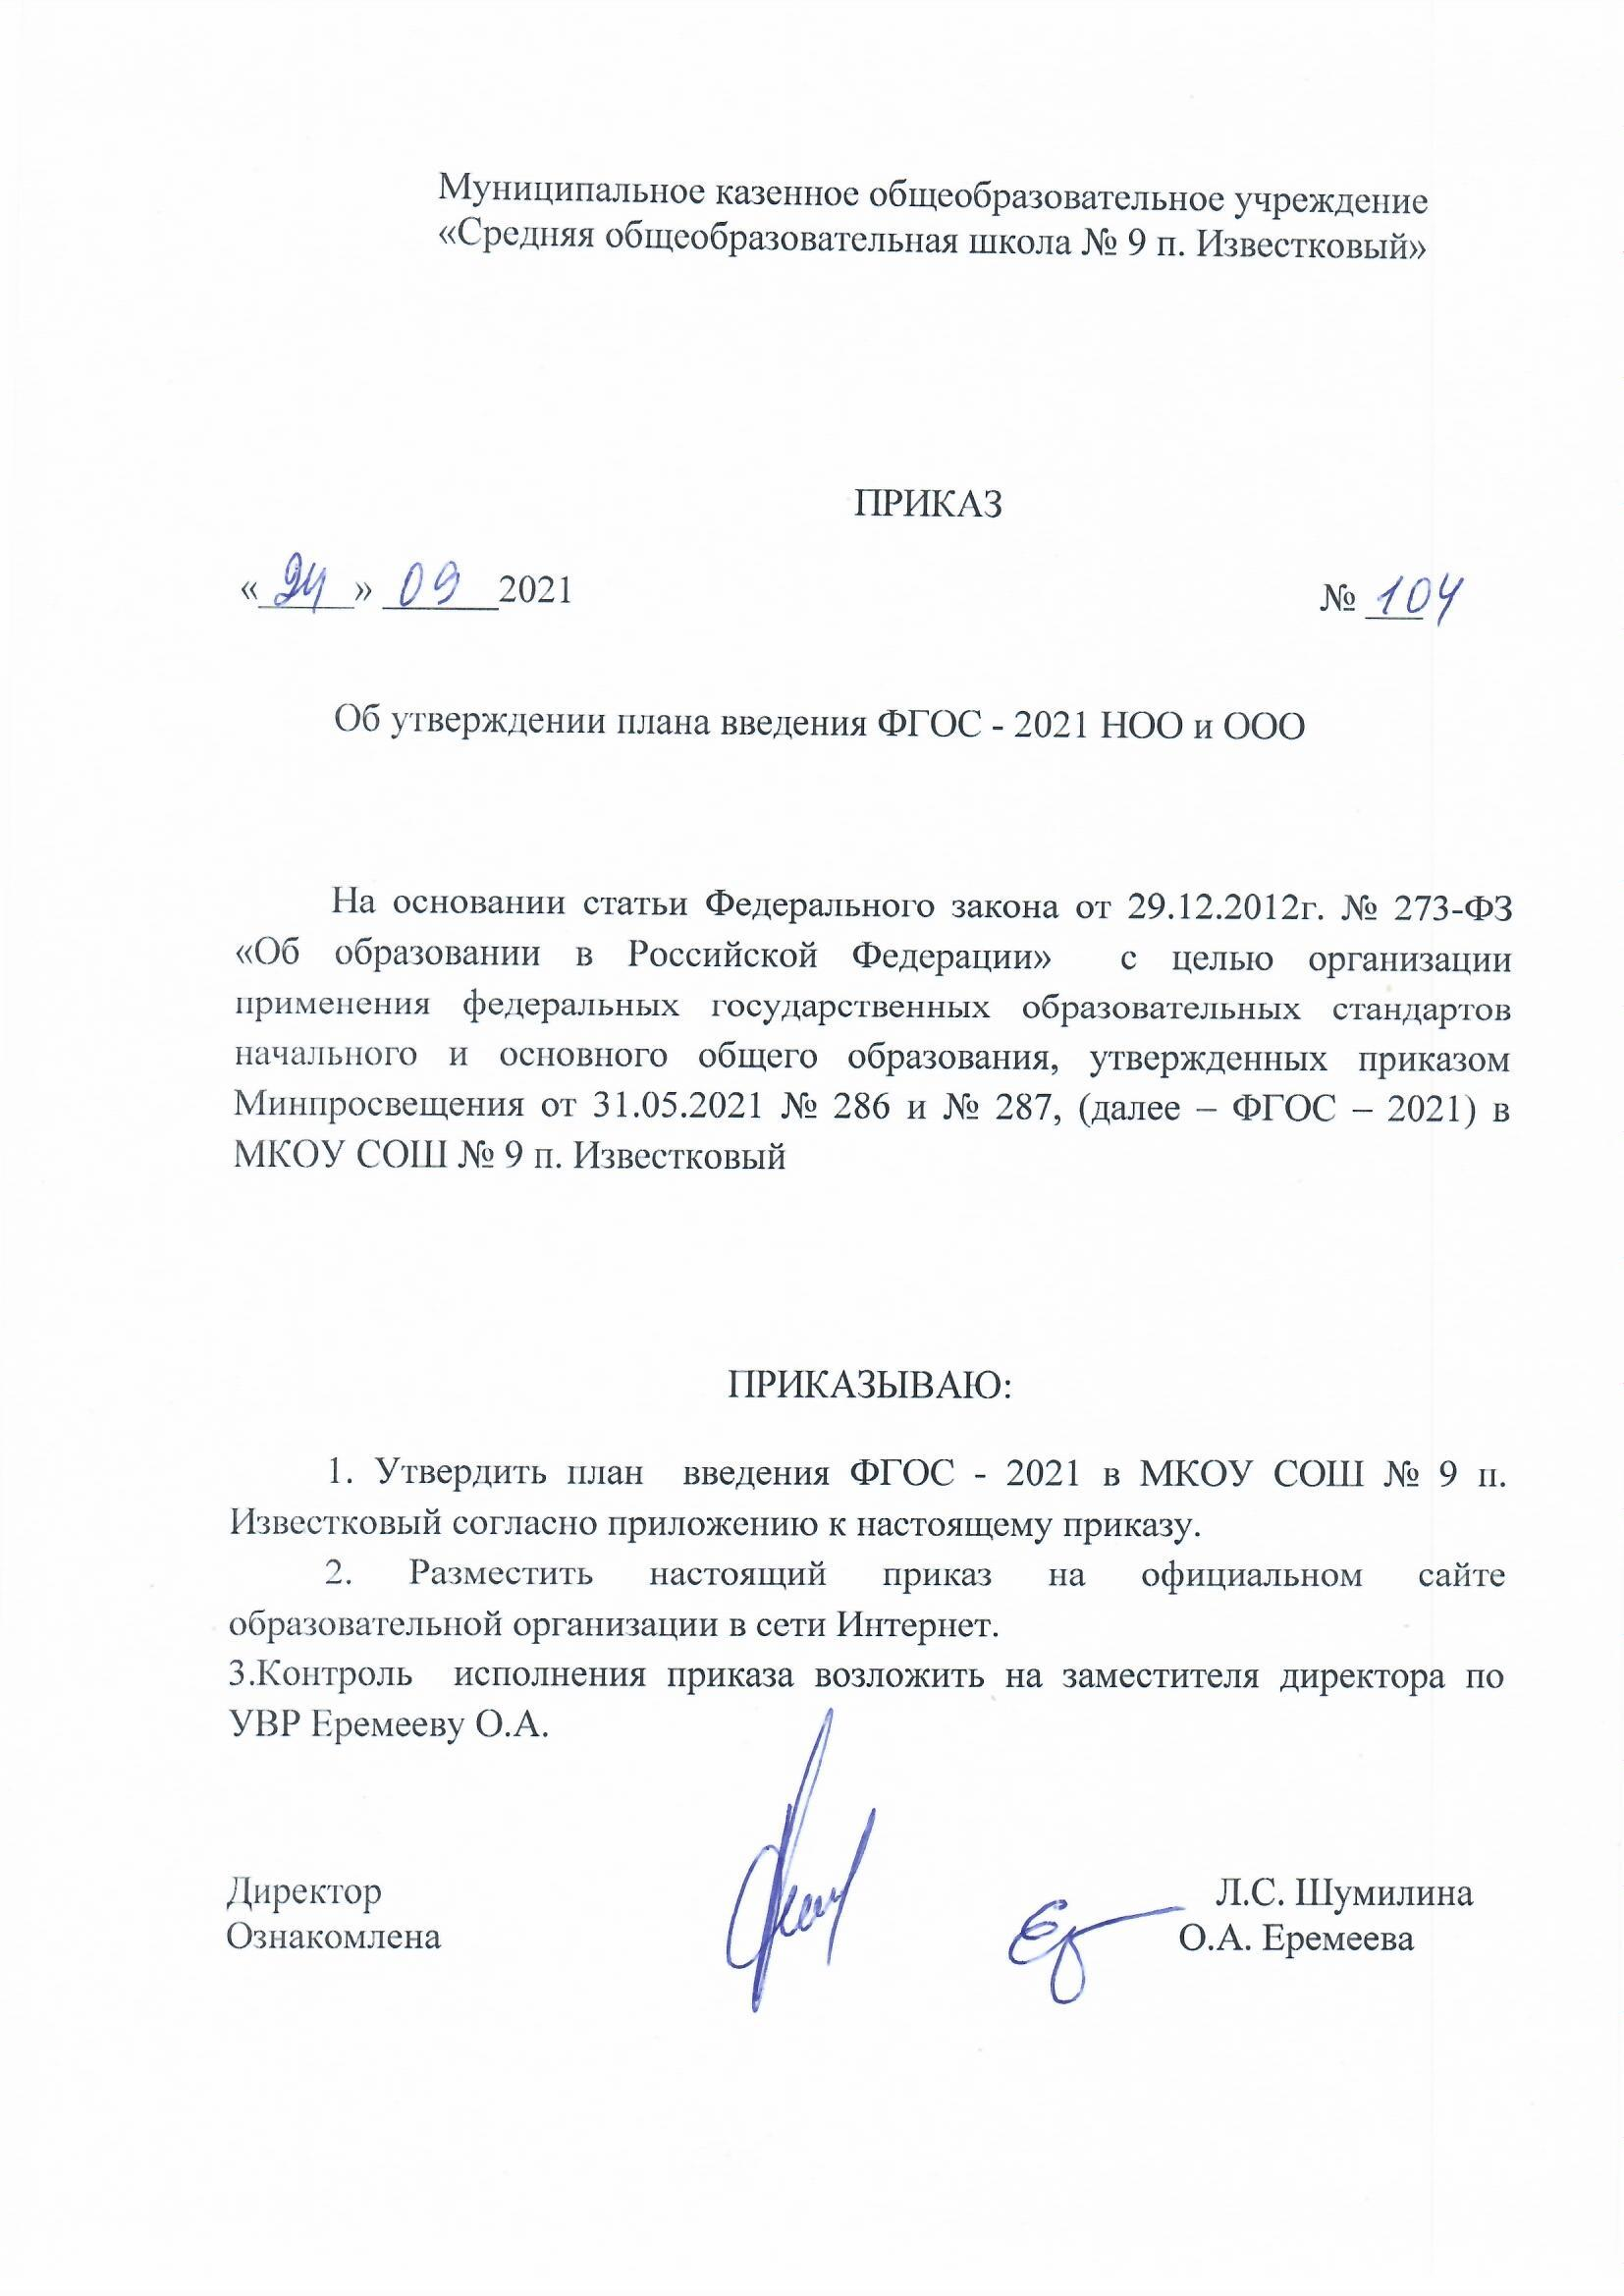 Муниципальное казенное общеобразовательное учреждение
«Средняя общеобразовательная школа № 9 п. Известковый»
ПРИКАЗ
«24» 09 2021 № 104
Об утверждении плана введения ФГОС - 2021 НОО и ООО
На основании статьи Федерального закона от 29.12.2012г. № 273-ФЗ
«Об образовании в Российской Федерации» с целью организации
применения федеральных государственных образовательных стандартов
начального и основного общего образования, утвержденных приказом
Минпросвещения от 31.05.2021 № 286 и № 287, (далее – ФГОС – 2021) в
МКОУ СОШ № 9 п. Известковый
ПРИКАЗЫВАЮ:
1. Утвердить план введения ФГОС - 2021 в МКОУ СОШ № 9 п.
Известковый согласно приложению к настоящему приказу.
2. Разместить настоящий приказ на официальном сайте
образовательной организации в сети Интернет.
3.Контроль исполнения приказа возложить на заместителя директора по
УВР Еремееву О.А.
Директор Л.С. Шумилина
Ознакомлена О.А. Еремеева